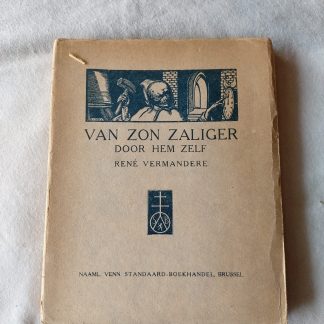 VAN ZON ZALIGER
DOOR HEM ZELF
RENÉ VERMANDERE
NAAML. VENN. STANDAARD-BOEKHANDEL, BRUSSEL